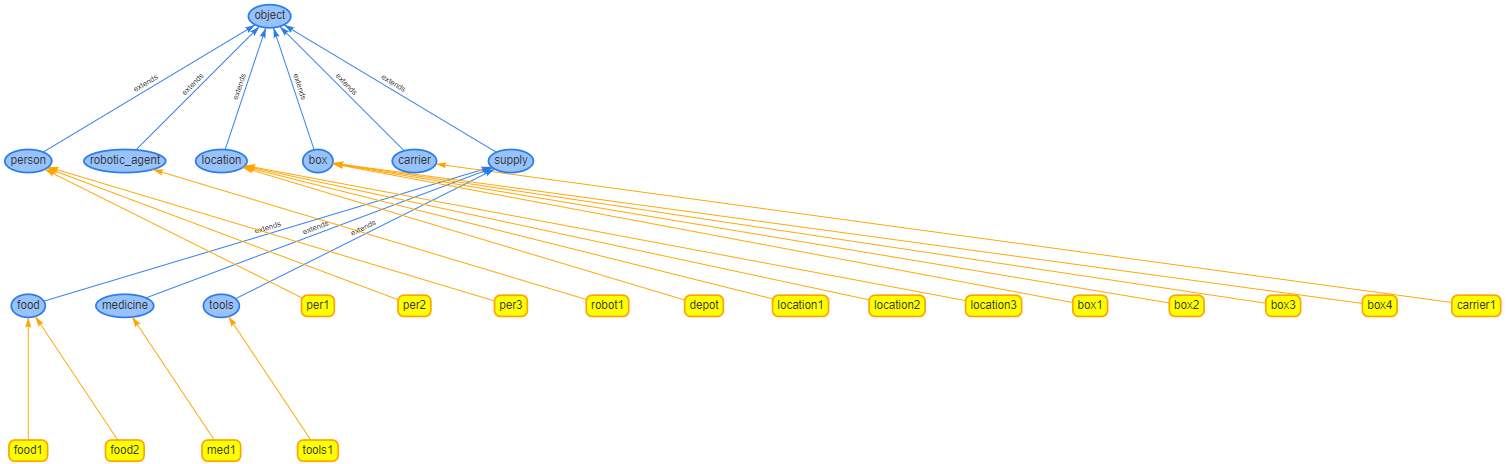 object
extends
extends
extends
extends
extends
extends
person
robotic_agent
location
box
carrier
supply
extends
extends
extends
food
medicine
tools
per1
per2
per3
robot1
depot
location1
location2
location3
box1
box2
box3
box4
carrier1
food1
food2
med1
tools1